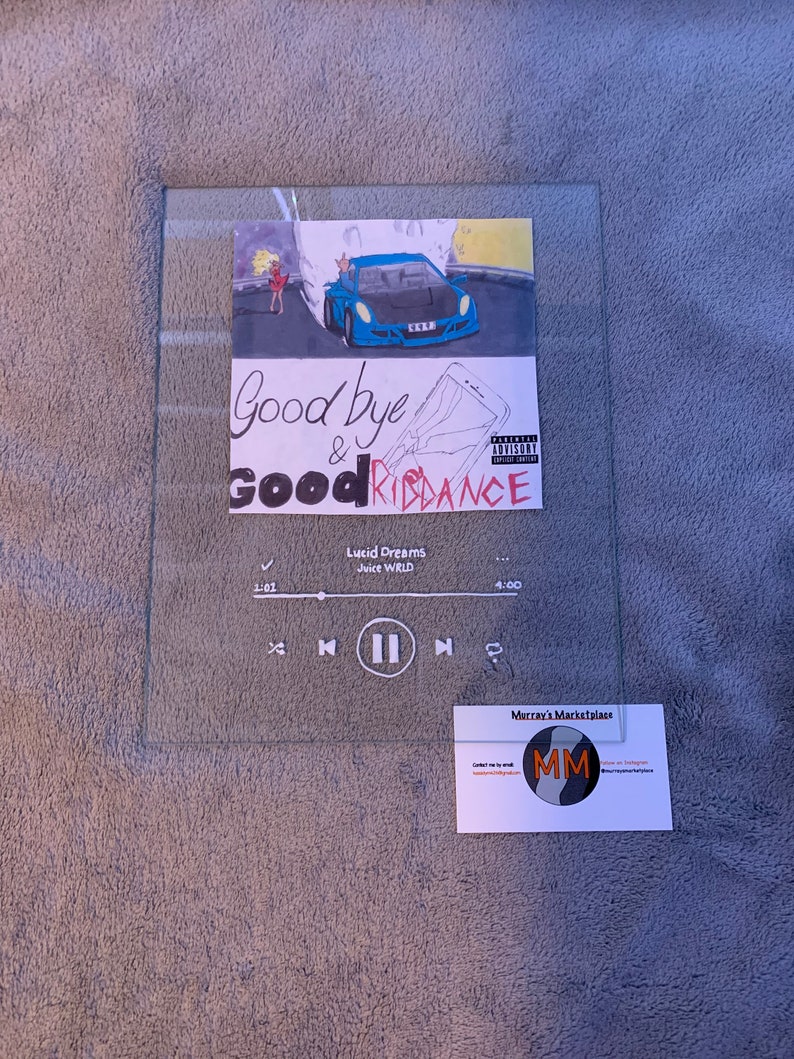 999
Good bye
&
Good RIDDANCE
PARENTAL
ADVISORY
EXPLICIT CONTENT
Lucid Dreams
Juice WRLD
...
1:01
4:00
Murray's Marketplace
MM
Contact me by email:
Follow on Instagram
@murraysmarketplace